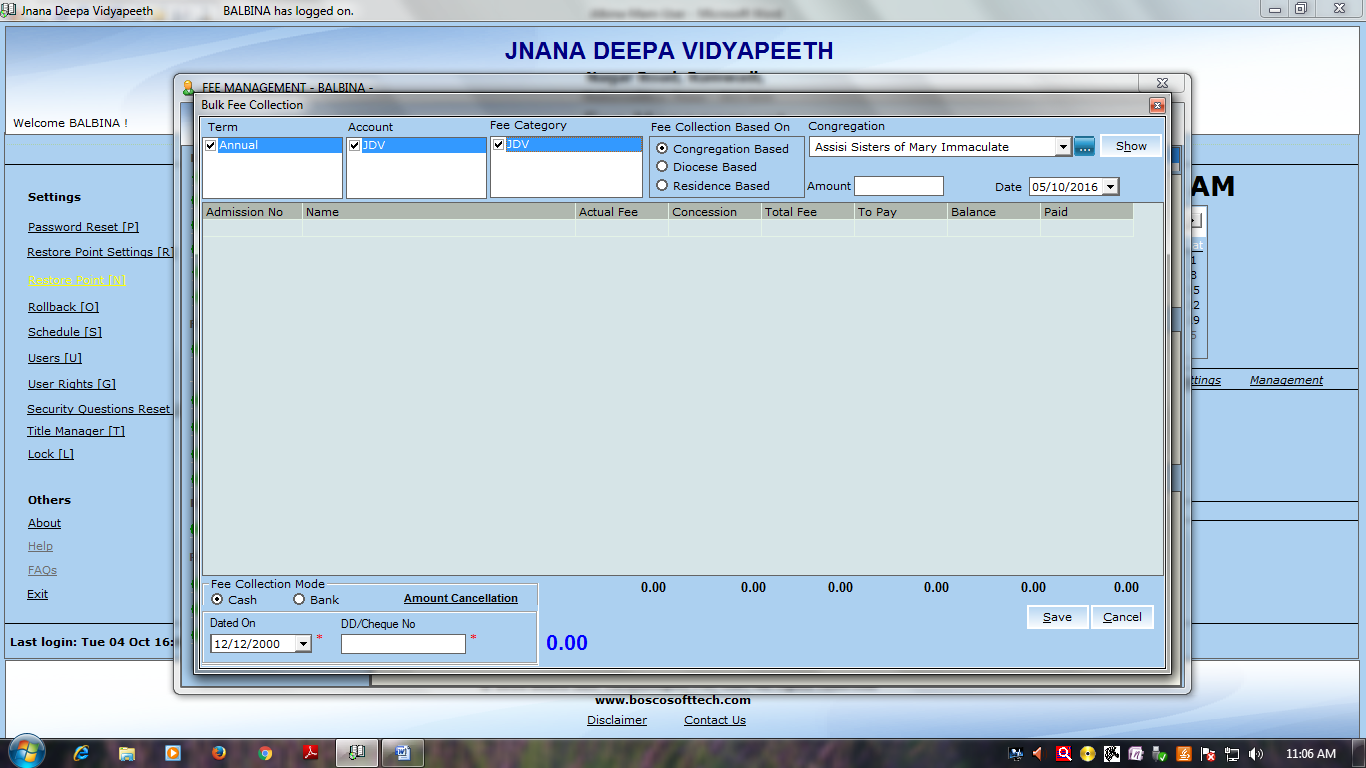 Jnana Deepa Vidyapeeth BALBINA has logged on.
JNANA DEEPA VIDYAPEETH
FEE MANAGEMENT - BALBINA -
Bulk Fee Collection
Welcome BALBINA !
Term Account Fee Category Fee Collection Based On Congregation
Annual JDV JDV Congregation Based Assisi Sisters of Mary Immaculate ... Show
Diocese Based
Residence Based Amount Date 05/10/2016
AM
Admission No Name Actual Fee Concession Total Fee To Pay Balance Paid
Settings
Password Reset [P]
Restore Point Settings [R]
Restore Point [N]
Rollback [O]
Schedule [S]
Users [U]
User Rights [G]
Security Questions Reset
Title Manager [T]
Lock [L]
ttings Management
Others
About
Help
FAQs
Exit
Last login: Tue 04 Oct 16:
Fee Collection Mode
Cash Bank Amount Cancellation
0.00 0.00 0.00 0.00 0.00 0.00
Dated On DD/Cheque No
12/12/2000 * *
0.00
Save Cancel
www.boscosofttech.com
Disclaimer Contact Us
11:06 AM